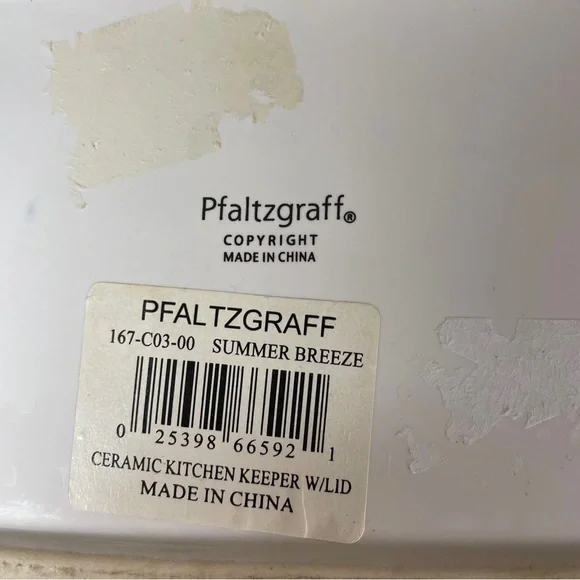 Pfaltzgraff®
COPYRIGHT
MADE IN CHINA
PFALTZGRAFF
167-C03-00 SUMMER BREEZE
0 25398 66592 1
CERAMIC KITCHEN KEEPER W/LID
MADE IN CHINA